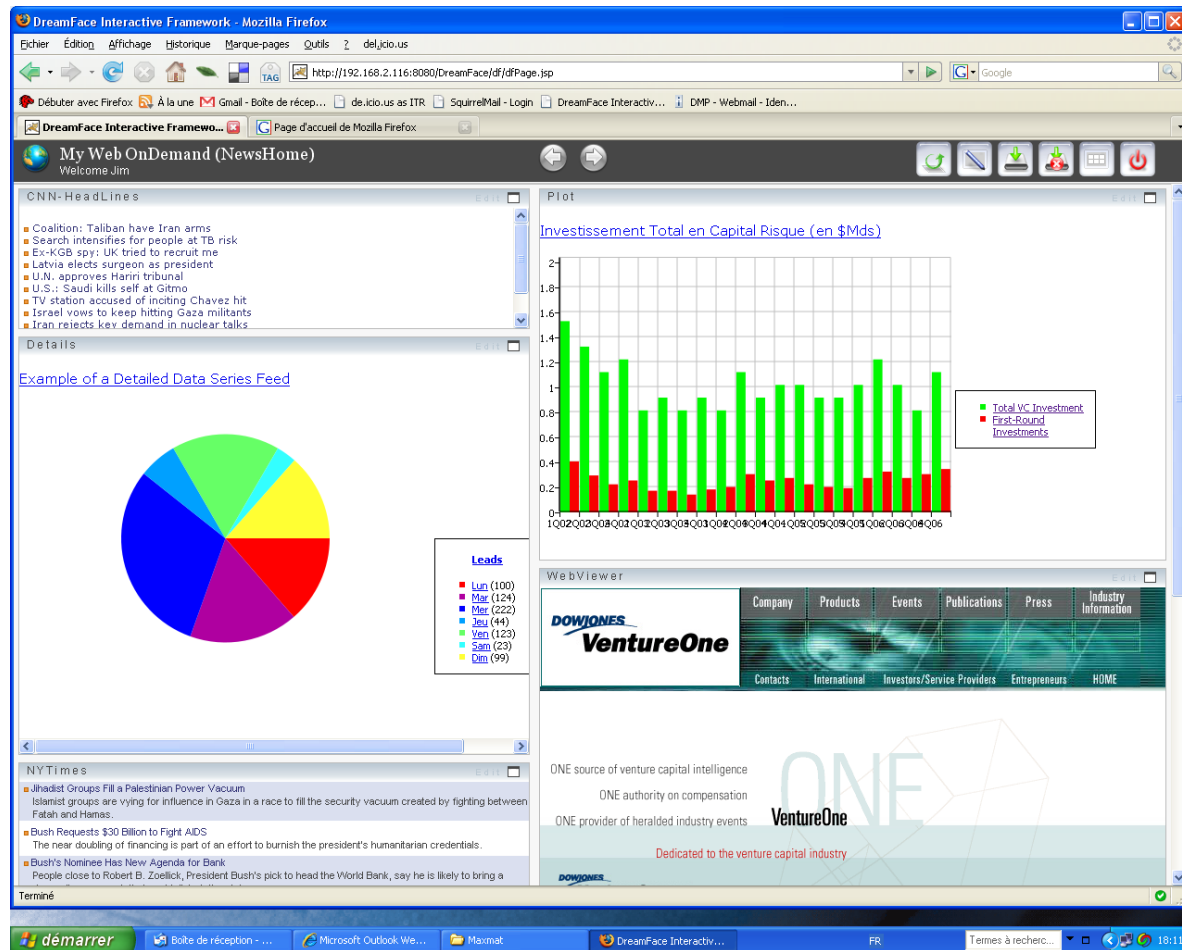 DreamFace Interactive Framework - Mozilla Firefox
Fichier Édition Affichage Historique Marque-pages Outils ? del.icio.us
TAG http://192.168.2.116:8080/DreamFace/df/dfPage.jsp G Google
Débuter avec Firefox À la une Gmail - Boîte de récep... de.icio.us as ITR SquirrelMail - Login DreamFace Interactiv... DMP - Webmail - Iden...
DreamFace Interactive Framewo... Page d'accueil de Mozilla Firefox
My Web OnDemand (NewsHome)
Welcome Jim
CNN-HeadLines Edit
Coalition: Taliban have Iran arms
Search intensifies for people at TB risk
Ex-KGB spy: UK tried to recruit me
Latvia elects surgeon as president
U.N. approves Hariri tribunal
U.S.: Saudi kills self at Gitmo
TV station accused of inciting Chavez hit
Israel vows to keep hitting Gaza militants
Iran rejects key demand in nuclear talks
Details Edit
Example of a Detailed Data Series Feed
Leads
Lun (100)
Mar (124)
Mer (222)
Jeu (44)
Ven (123)
Sam (23)
Dim (99)
NYTimes Edit
Jihadist Groups Fill a Palestinian Power Vacuum
Islamist groups are vying for influence in Gaza in a race to fill the security vacuum created by fighting between
Fatah and Hamas.
Bush Requests $30 Billion to Fight AIDS
The near doubling of financing is part of an effort to burnish the president's humanitarian credentials.
Bush's Nominee Has New Agenda for Bank
People close to Robert B. Zoellick, President Bush's pick to head the World Bank, say he is likely to bring a
Plot Edit
Investissement Total en Capital Risque (en $Mds)
2
1.8
1.6
1.4
1.2
1
0.8
0.6
0.4
0.2
0
1Q02
4Q06
Total VC Investment
First-Round
Investments
WebViewer Edit
DOWJONES
VentureOne
Company Products Events Publications Press Industry
Information
Contacts International Investors/Service Providers Entrepreneurs HOME
ONE
ONE source of venture capital intelligence
ONE authority on compensation
ONE provider of heralded industry events
VentureOne
Dedicated to the venture capital industry
DOWJONES
Terminé
démarrer Boîte de réception - ... Microsoft Outlook We... Maxmat DreamFace Interactiv... FR Termes à recherc... 18:11